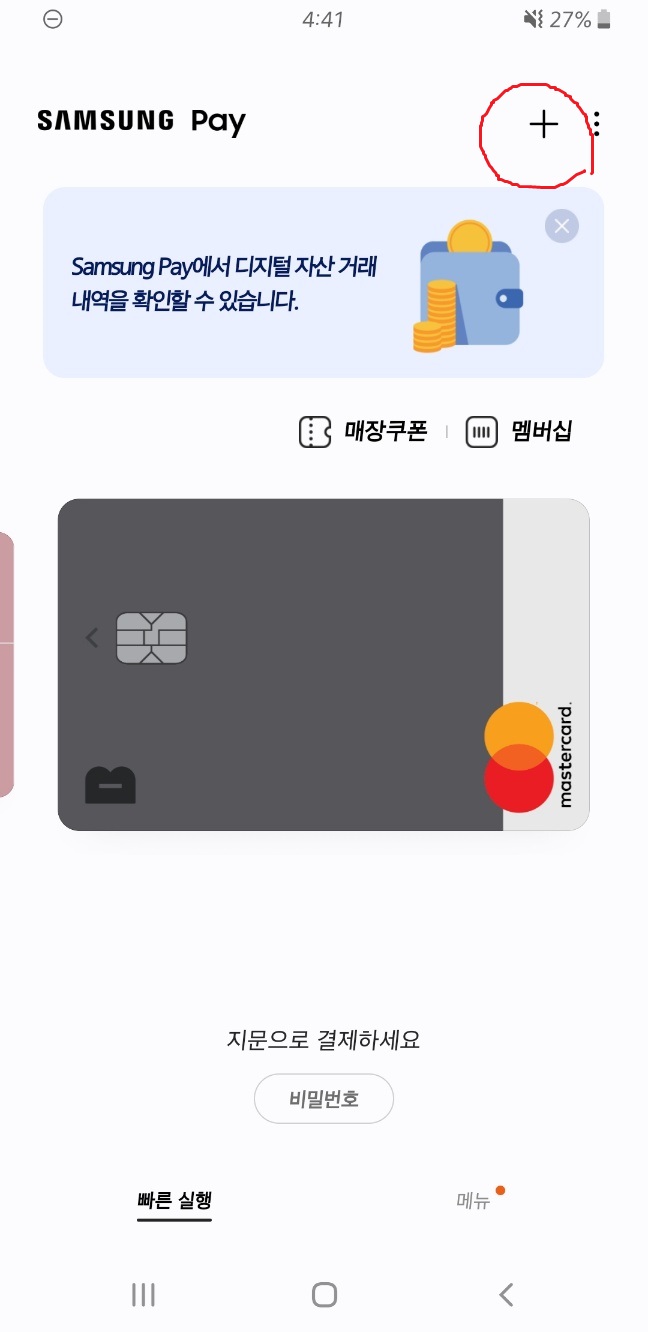 4:41
27%
SAMSUNG Pay
Samsung Pay에서 디지털 자산 거래
내역을 확인할 수 있습니다.
매장쿠폰
멤버십
mastercard.
지문으로 결제하세요
비밀번호
빠른 실행
메뉴